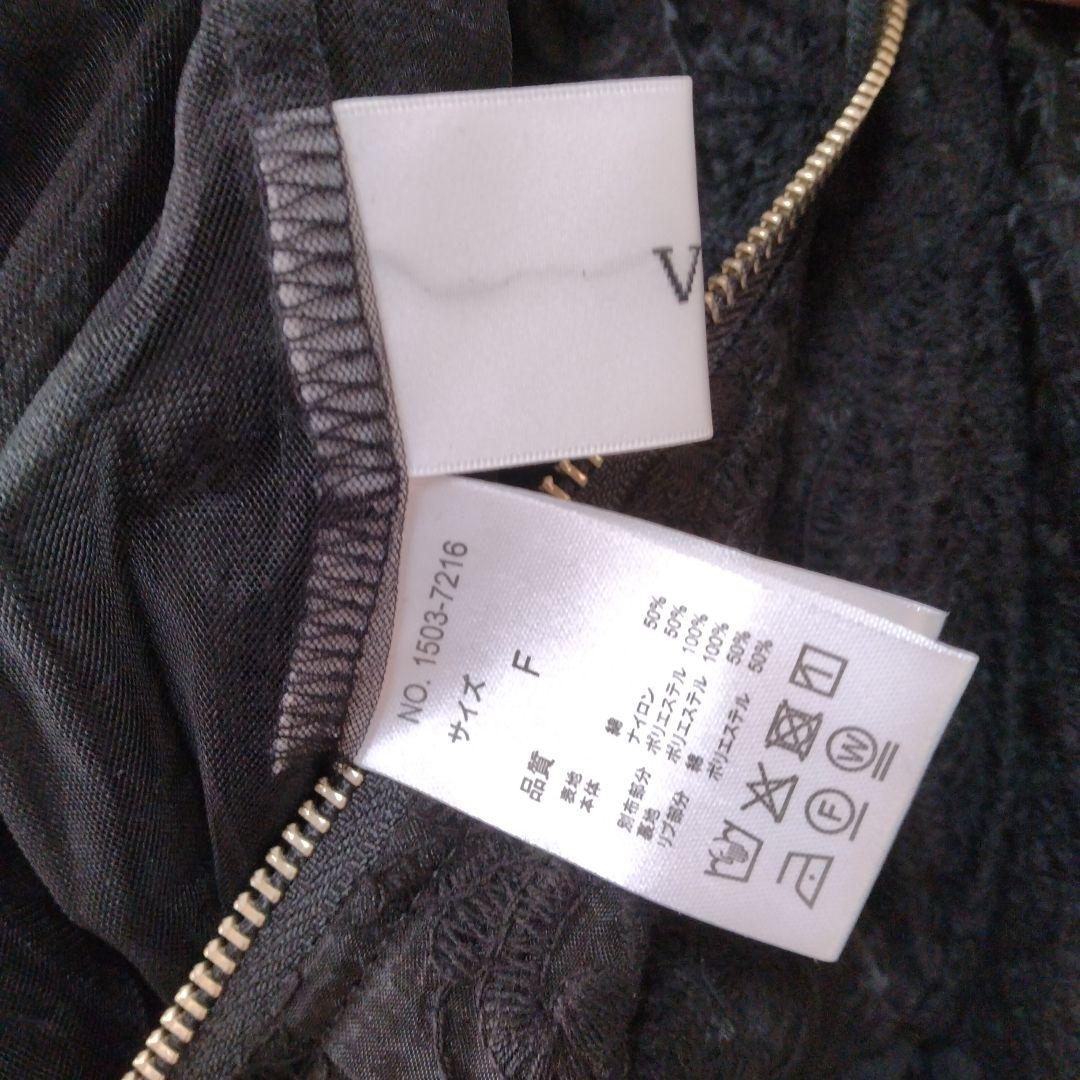 V
NO. 1503-7216
サイズ
F
品質
表地
本体 綿 50%
ナイロン 50%
別布部分 ポリエステル 100%
裏地 ポリエステル 100%
リブ部分 綿 50%
ポリエステル 50%
W
F